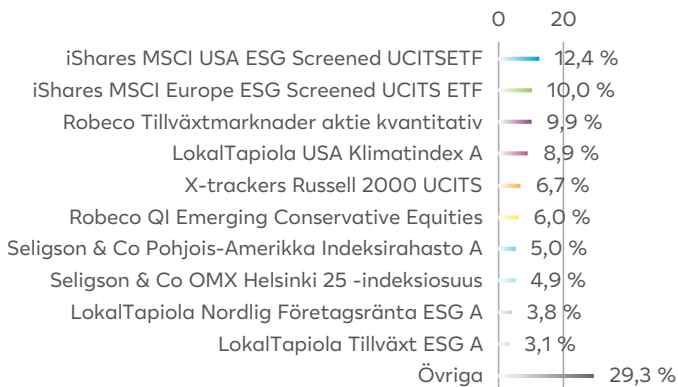 0 20
iShares MSCI USA ESG Screened UCITSETF 12,4 %
iShares MSCI Europe ESG Screened UCITS ETF 10,0 %
Robeco Tillväxtmarknader aktie kvantitativ 9,9 %
LokalTapiola USA Klimatindex A 8,9 %
X-trackers Russell 2000 UCITS 6,7 %
Robeco QI Emerging Conservative Equities 6,0 %
Seligson & Co Pohjois-Amerikka Indeksirahasto A 5,0 %
Seligson & Co OMX Helsinki 25 -indeksiosuus 4,9 %
LokalTapiola Nordlig Företagsränta ESG A 3,8 %
LokalTapiola Tillväxt ESG A 3,1 %
Övriga 29,3 %